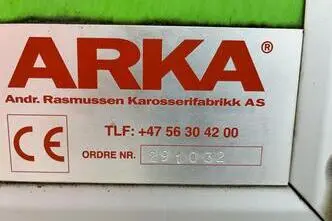 ARKA®
Andr. Rasmussen Karosserifabrikk AS
CE TLF: +47 56 30 42 00
ORDRE NR. 291032